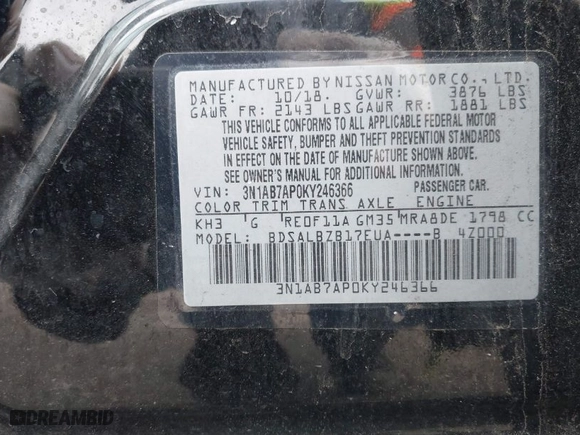 MANUFACTURED BY NISSAN MOTOR CO., LTD.
DATE: 10/18. GVWR: 3876 LBS
GAWR FR: 2143 LBS GAWR RR: 1881 LBS
THIS VEHICLE CONFORMS TO ALL APPLICABLE FEDERAL MOTOR
VEHICLE SAFETY, BUMPER AND THEFT PREVENTION STANDARDS
IN EFFECT ON THE DATE OF MANUFACTURE SHOWN ABOVE.
SEE OWNER'S MANUAL FOR ADDITIONAL INFORMATION.
VIN: 3N1AB7AP0KY246366 PASSENGER CAR.
COLOR TRIM TRANS AXLE ENGINE
KH3 G RE0F11A GM35 MRA8DE 1798 CC
MODEL: BDSALBZB17EUA----B 4Z000
3N1AB7AP0KY246366
DREAMBID